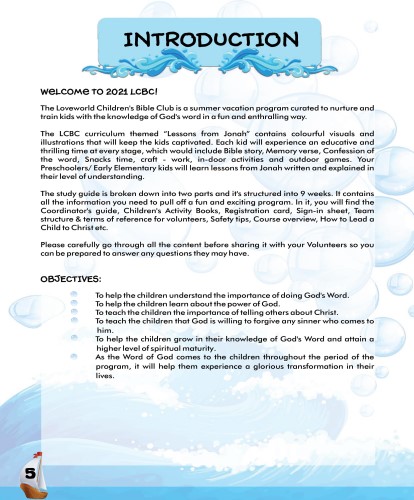 INTRODUCTION
WELCOME TO 2021 LCBC!
The Loveworld Children's Bible Club is a summer vacation program curated to nurture and
train kids with the knowledge of God's word in a fun and enthralling way.
The LCBC curriculum themed "Lessons from Jonah" contains colourful visuals and
illustrations that will keep the kids captivated. Each kid will experience an educative and
thrilling time at every stage, which would include Bible story, Memory verse, Confession of
the word, Snacks time, craft - work, in-door activities and outdoor games. Your
Preschoolers/ Early Elementary kids will learn lessons from Jonah written and explained in
their level of understanding.
The study guide is broken down into two parts and it's structured into 9 weeks. It contains
all the information you need to pull off a fun and exciting program. In it, you will find the
Coordinator's guide, Children's Activity Books, Registration card, Sign-in sheet, Team
structure & terms of reference for volunteers, Safety tips, Course overview, How to Lead a
Child to Christ etc.
Please carefully go through all the content before sharing it with your Volunteers so you
can be prepared to answer any questions they may have.
OBJECTIVES:
To help the children understand the importance of doing God's Word.
To help the children learn about the power of God.
To teach the children the importance of telling others about Christ.
To teach the children that God is willing to forgive any sinner who comes to
him.
To help the children grow in their knowledge of God's Word and attain a
higher level of spiritual maturity.
As the Word of God comes to the children throughout the period of the
program, it will help them experience a glorious transformation in their
lives.
5